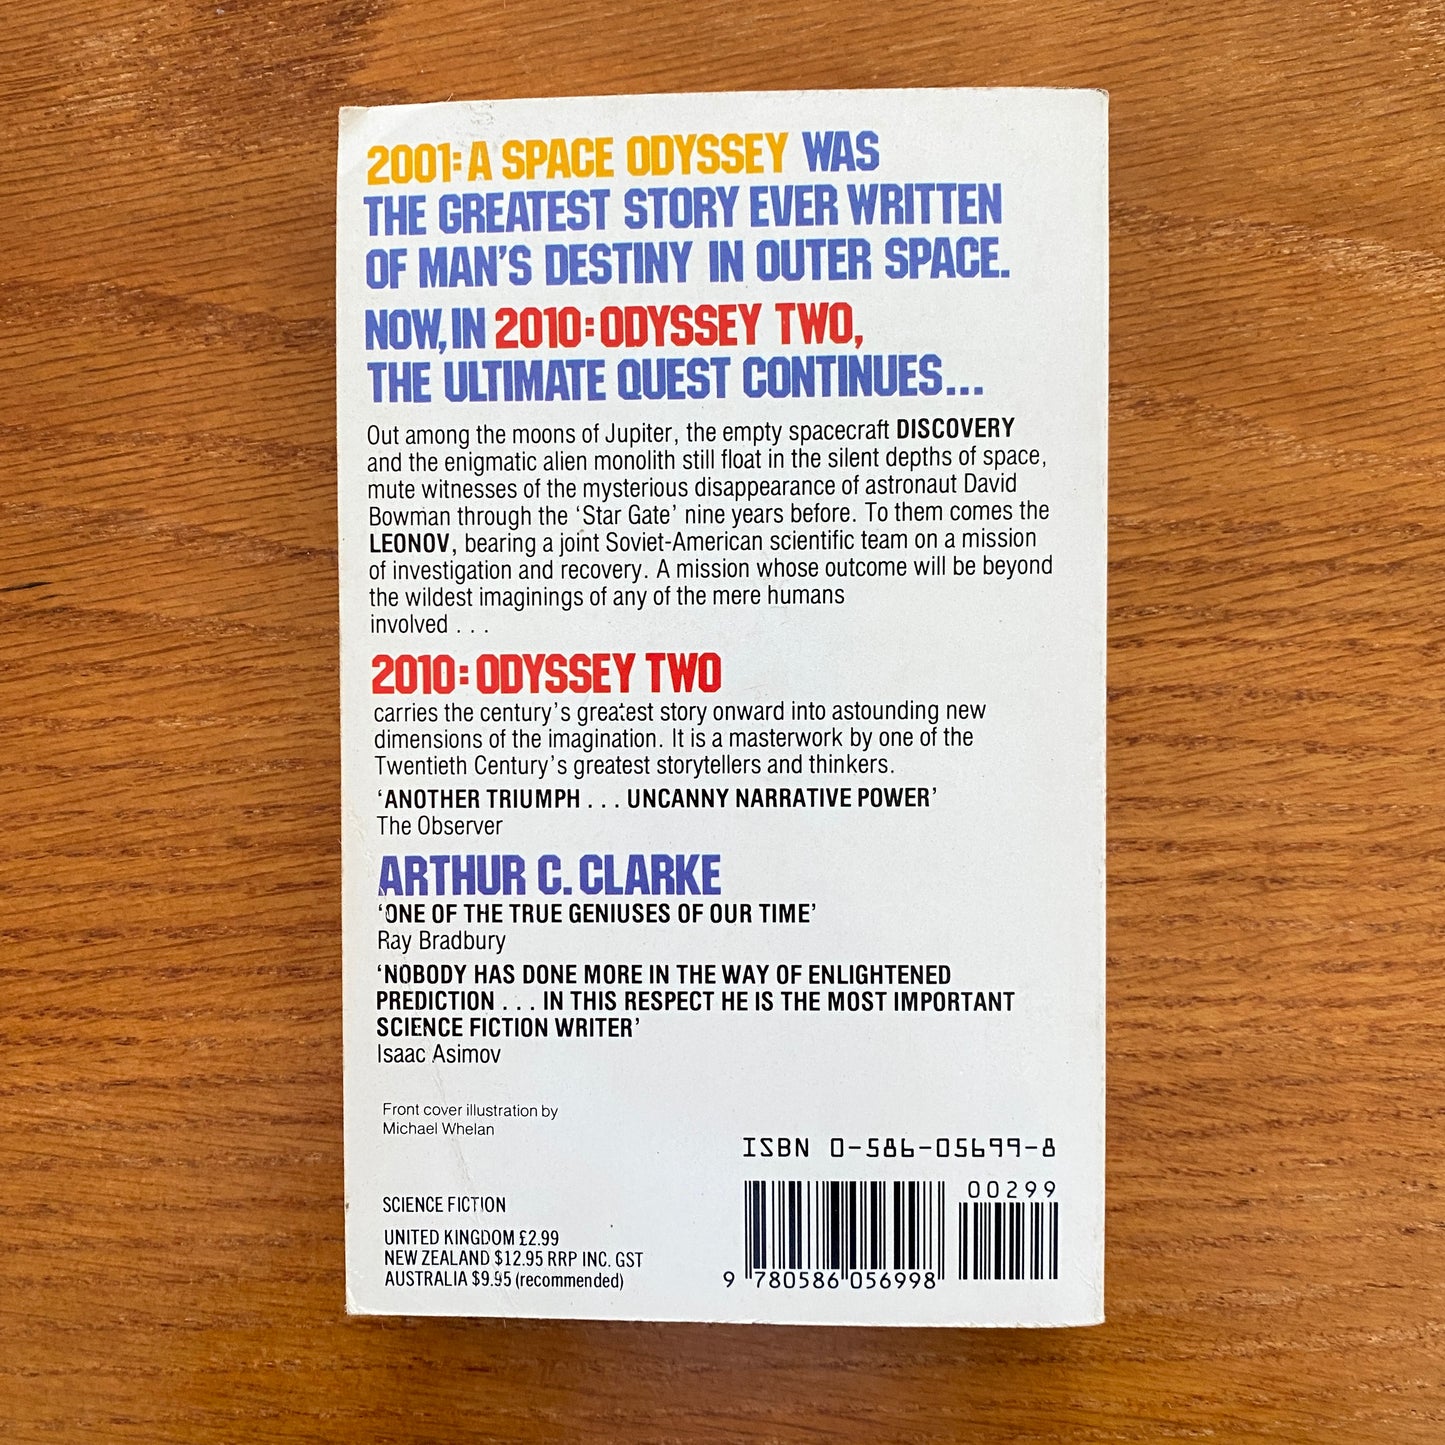 2001: A SPACE ODYSSEY WAS
THE GREATEST STORY EVER WRITTEN
OF MAN'S DESTINY IN OUTER SPACE.
NOW, IN 2010: ODYSSEY TWO,
THE ULTIMATE QUEST CONTINUES...
Out among the moons of Jupiter, the empty spacecraft DISCOVERY
and the enigmatic alien monolith still float in the silent depths of space,
mute witnesses of the mysterious disappearance of astronaut David
Bowman through the 'Star Gate' nine years before. To them comes the
LEONOV, bearing a joint Soviet-American scientific team on a mission
of investigation and recovery. A mission whose outcome will be beyond
the wildest imaginings of any of the mere humans
involved . . .
2010: ODYSSEY TWO
carries the century's greatest story onward into astounding new
dimensions of the imagination. It is a masterwork by one of the
Twentieth Century's greatest storytellers and thinkers.
'ANOTHER TRIUMPH . . . UNCANNY NARRATIVE POWER'
The Observer
ARTHUR C. CLARKE
'ONE OF THE TRUE GENIUSES OF OUR TIME'
Ray Bradbury
'NOBODY HAS DONE MORE IN THE WAY OF ENLIGHTENED
PREDICTION . . . IN THIS RESPECT HE IS THE MOST IMPORTANT
SCIENCE FICTION WRITER'
Isaac Asimov
Front cover illustration by
Michael Whelan
ISBN 0-586-05699-8
00299
SCIENCE FICTION
UNITED KINGDOM £2.99
NEW ZEALAND $12.95 RRP INC. GST
AUSTRALIA $9.95 (recommended)
9 780586 056998